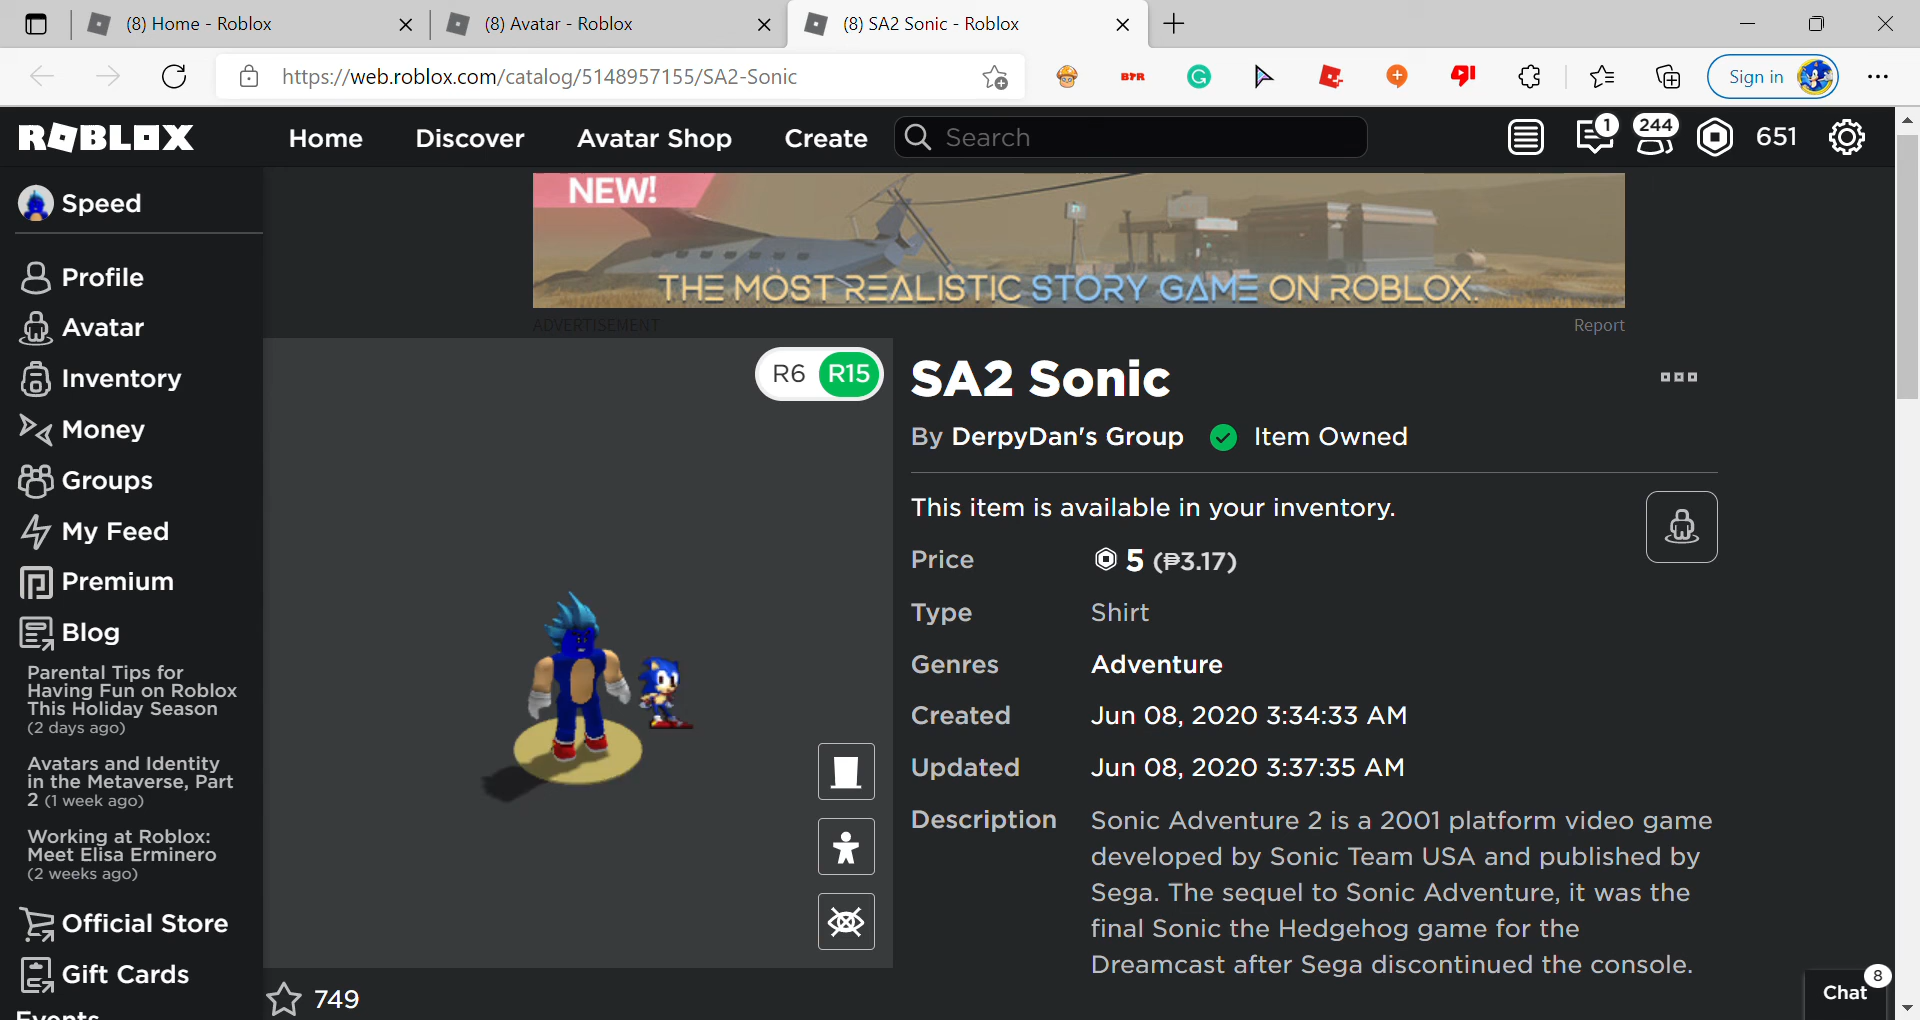 (8) Home - Roblox
(8) Avatar - Roblox
(8) SA2 Sonic - Roblox
https://web.roblox.com/catalog/5148957155/SA2-Sonic
BTR
Sign in
ROBLOX
Home
Discover
Avatar Shop
Create
Search
1
244
651
Speed
Profile
Avatar
Inventory
Money
Groups
My Feed
Premium
Blog
Parental Tips for
Having Fun on Roblox
This Holiday Season
(2 days ago)
Avatars and Identity
in the Metaverse, Part
2 (1 week ago)
Working at Roblox:
Meet Elisa Erminero
(2 weeks ago)
Official Store
Gift Cards
Events
NEW!
THE MOST REALISTIC STORY GAME ON ROBLOX.
ADVERTISEMENT
Report
R6 R15
749
SA2 Sonic
By DerpyDan's Group Item Owned
This item is available in your inventory.
Price 5 (₱3.17)
Type Shirt
Genres Adventure
Created Jun 08, 2020 3:34:33 AM
Updated Jun 08, 2020 3:37:35 AM
Description Sonic Adventure 2 is a 2001 platform video game
developed by Sonic Team USA and published by
Sega. The sequel to Sonic Adventure, it was the
final Sonic the Hedgehog game for the
Dreamcast after Sega discontinued the console.
Chat 8